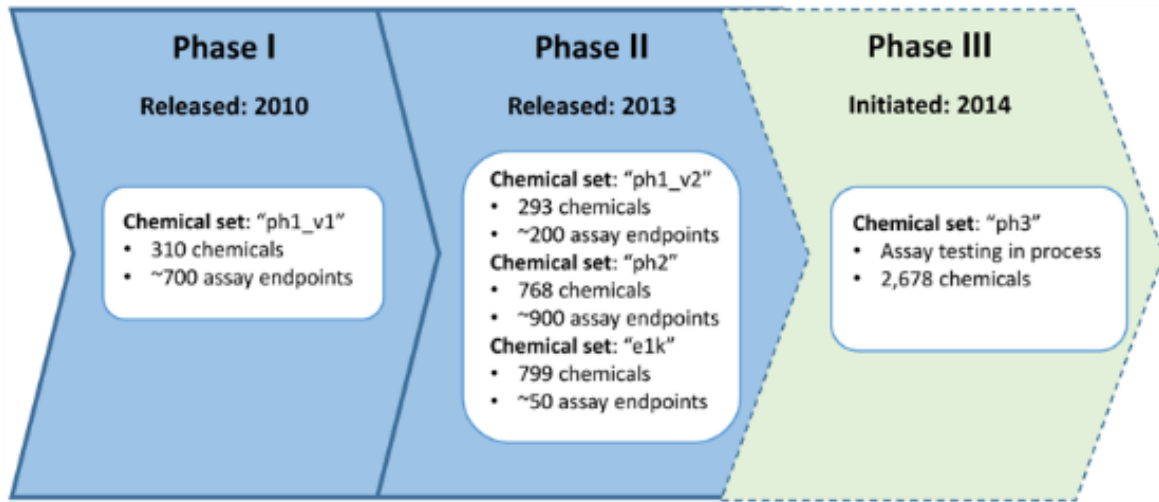 Phase I
Released: 2010
Chemical set: “ph1_v1”
• 310 chemicals
• ~700 assay endpoints
Phase II
Released: 2013
Chemical set: “ph1_v2”
• 293 chemicals
• ~200 assay endpoints
Chemical set: “ph2”
• 768 chemicals
• ~900 assay endpoints
Chemical set: “e1k”
• 799 chemicals
• ~50 assay endpoints
Phase III
Initiated: 2014
Chemical set: “ph3”
• Assay testing in process
• 2,678 chemicals